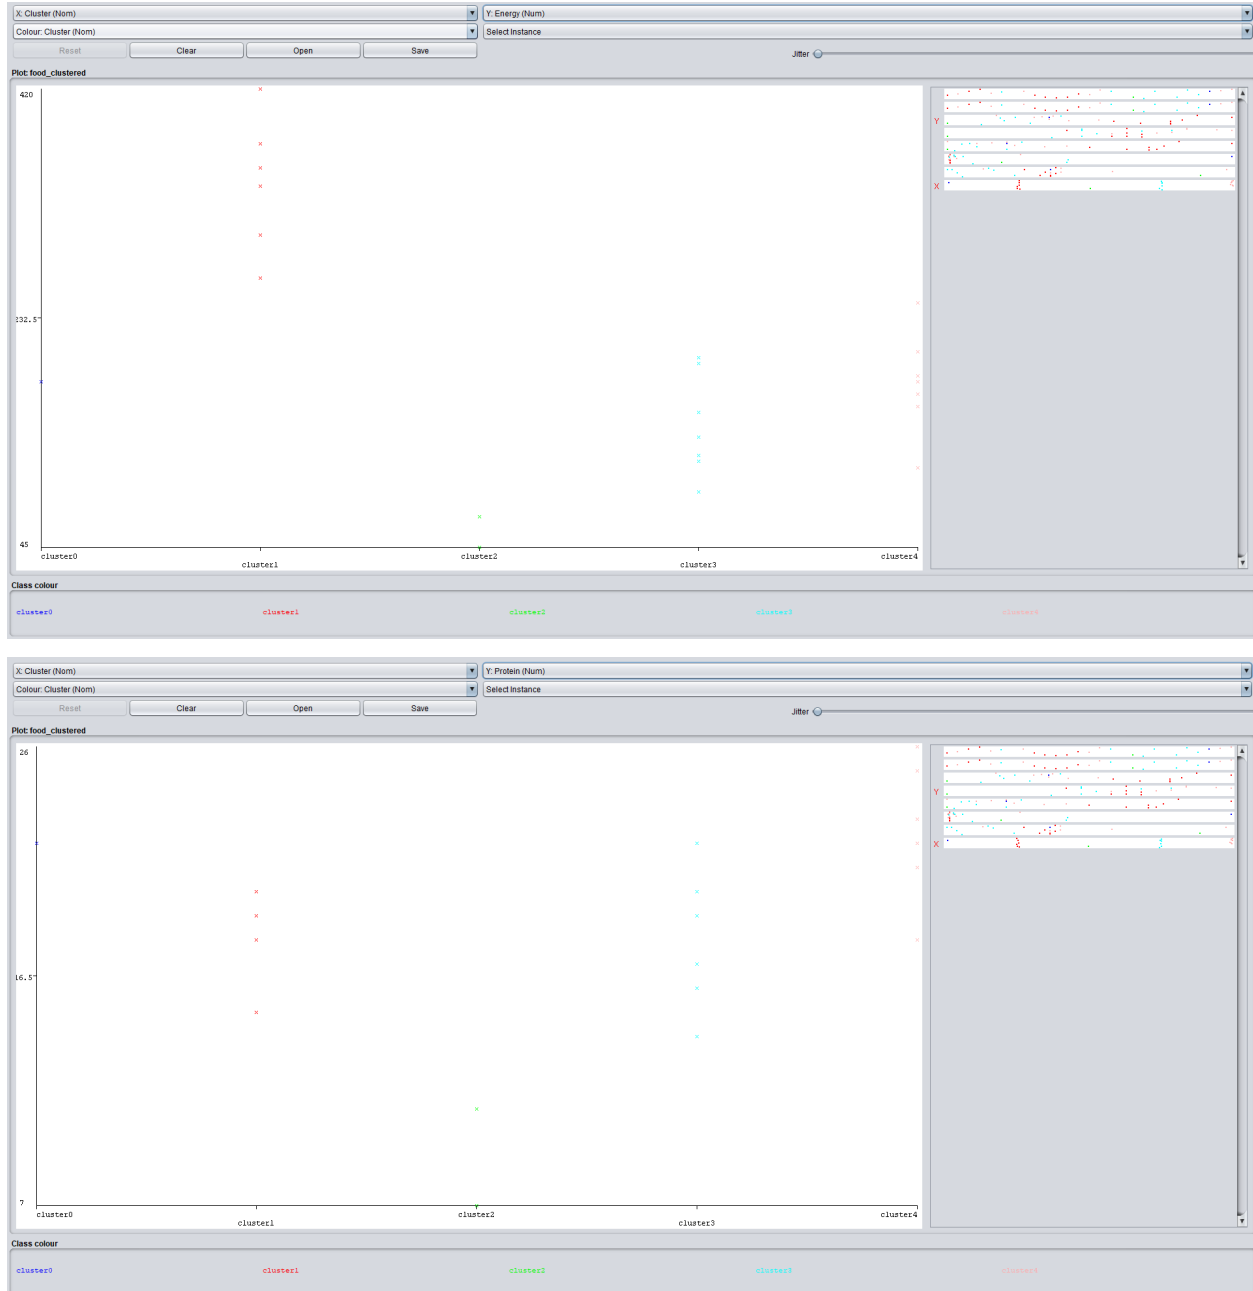 X: Cluster (Nom) Y: Energy (Num)
Colour: Cluster (Nom) Select Instance
Reset Clear Open Save Jitter
Plot: food_clustered
420
Y
X
232.5
45
cluster0 cluster2 cluster4
cluster1 cluster3
Class colour
cluster0 cluster1 cluster2 cluster3 cluster4
X: Cluster (Nom) Y: Protein (Num)
Colour: Cluster (Nom) Select Instance
Reset Clear Open Save Jitter
Plot: food_clustered
26
Y
X
16.5
7
cluster0 cluster2 cluster4
cluster1 cluster3
Class colour
cluster0 cluster1 cluster2 cluster3 cluster4